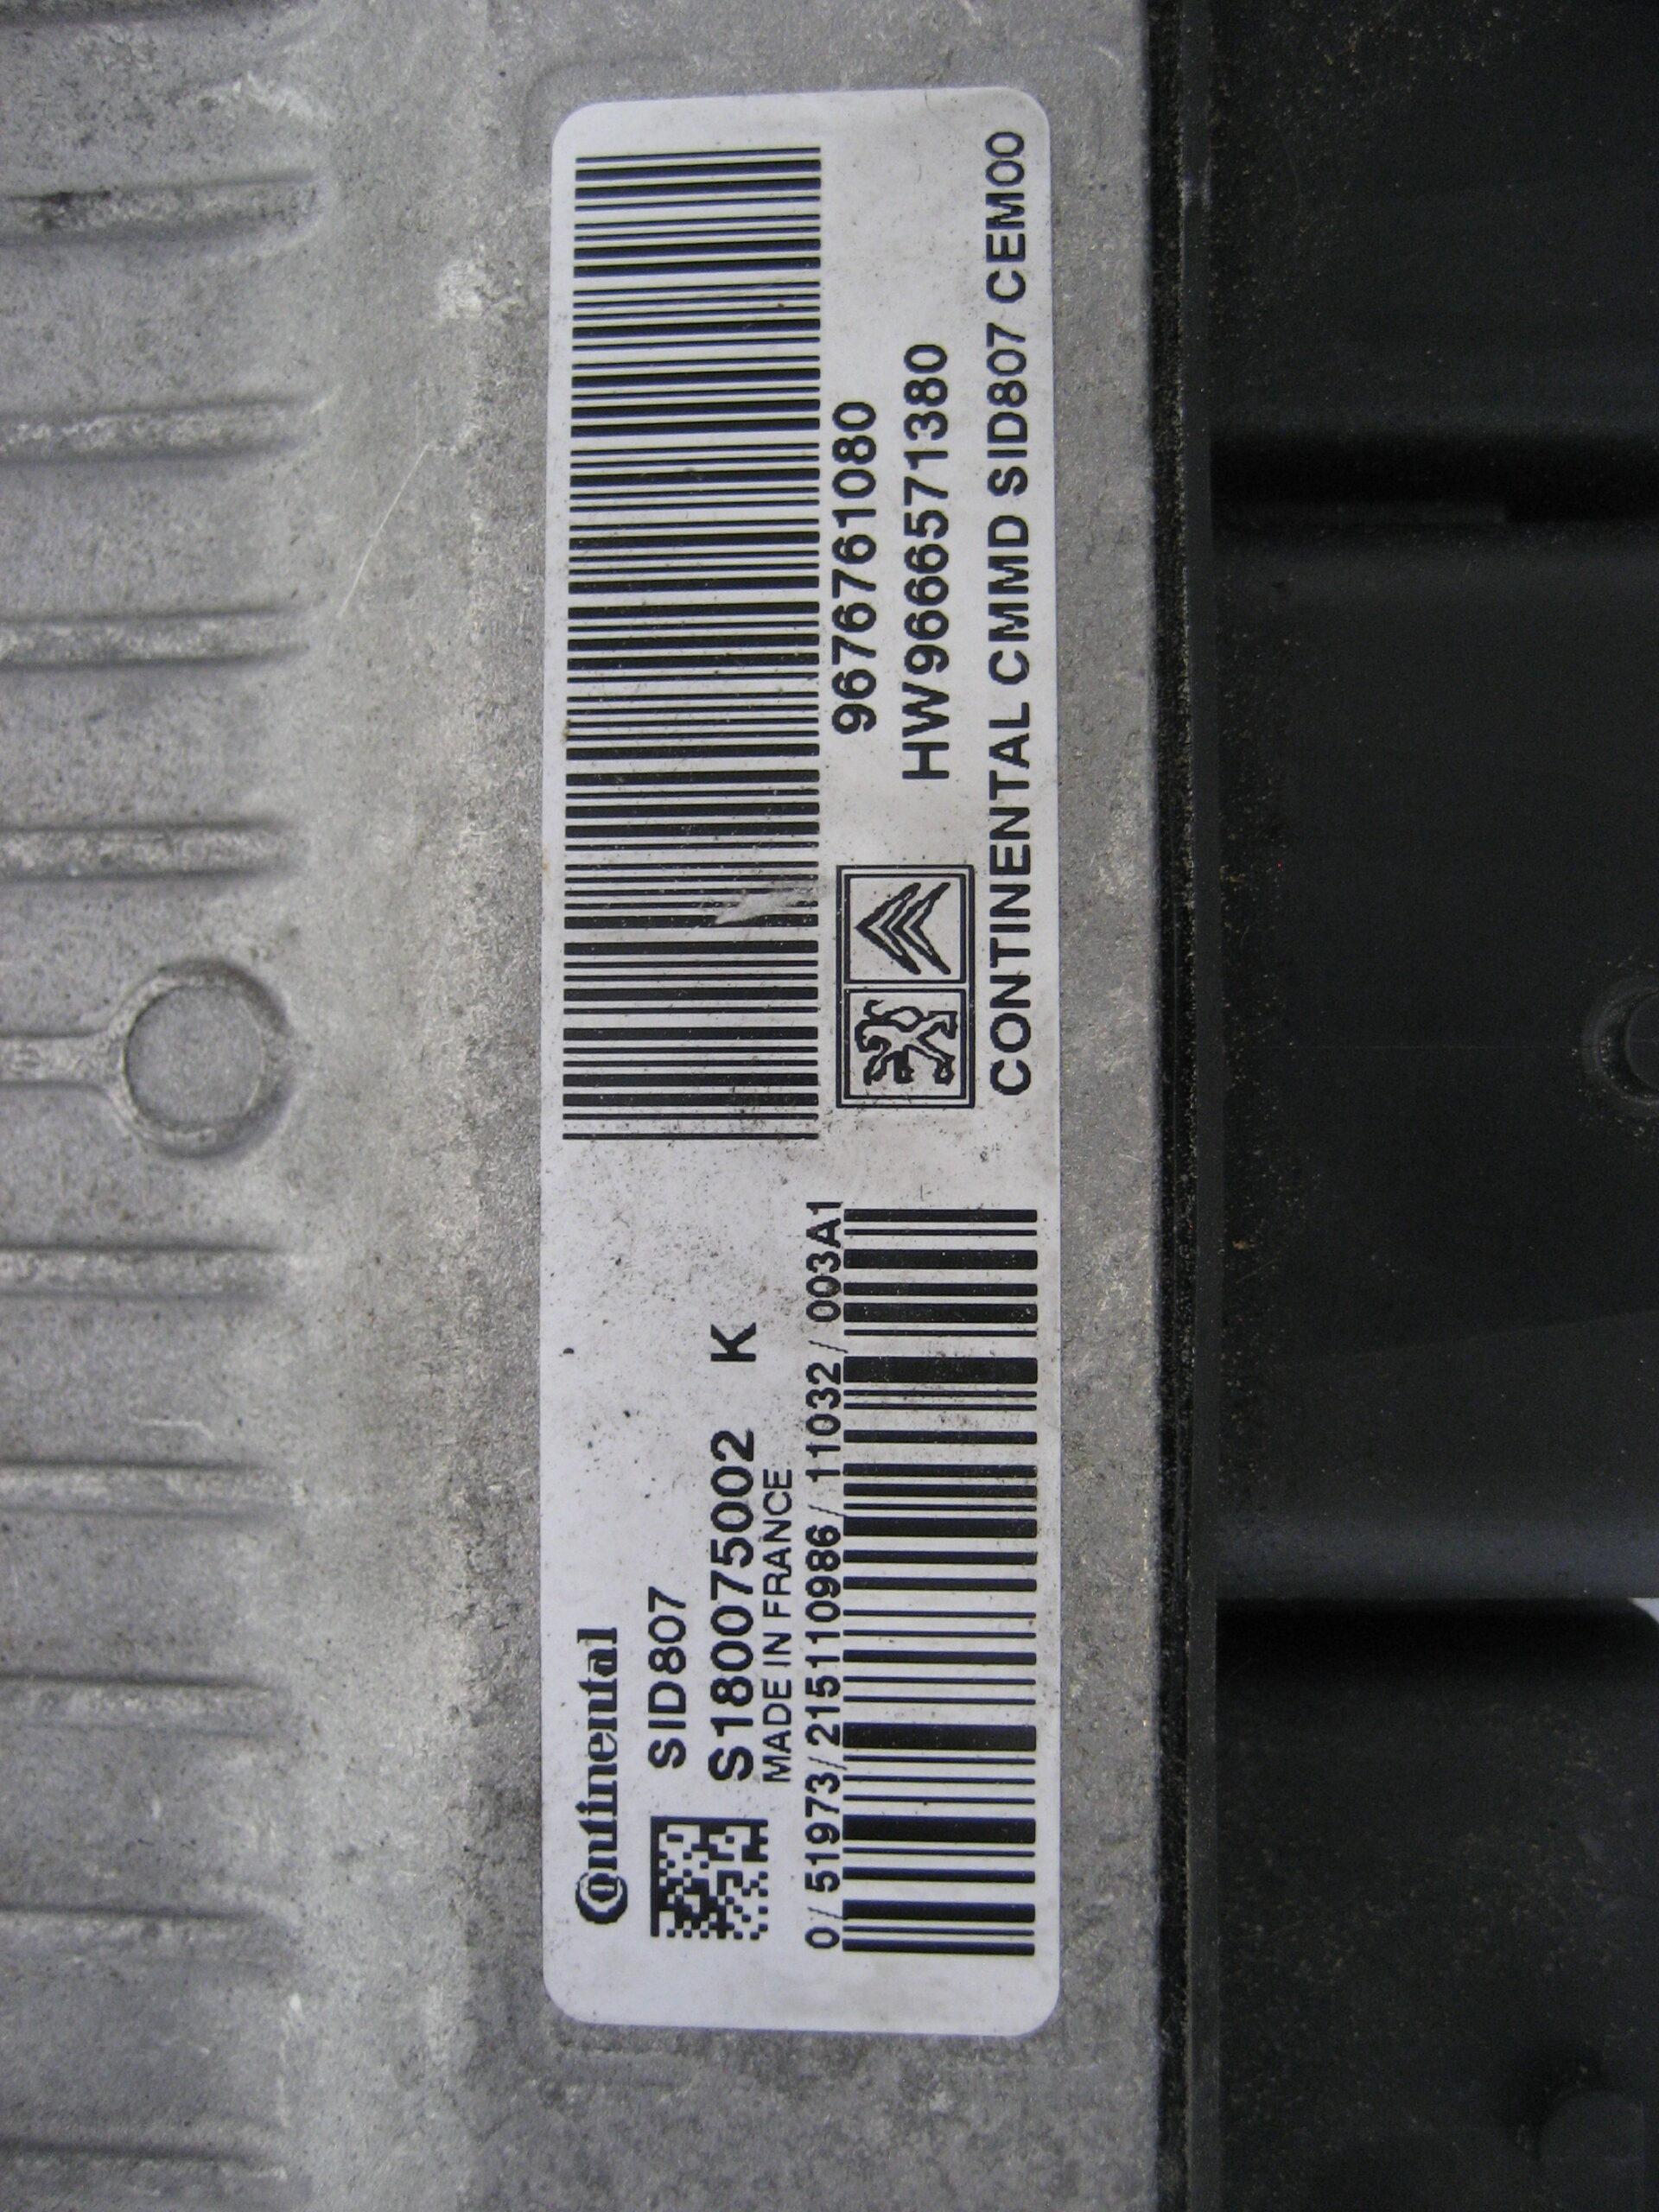 Continental
SID807
S180075002 K
MADE IN FRANCE
0/ 51973/ 2151110986/ 11032/ 003A1
9676761080
HW9666571380
CONTINENTAL CMMD SID807 CEM00